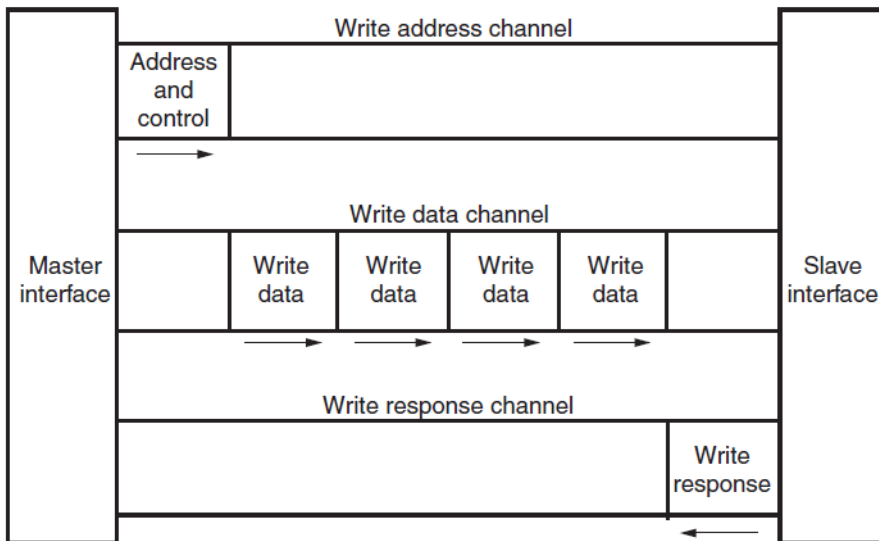 Write address channel
Address
and
control
Write data channel
Master
interface
Write
data
Write
data
Write
data
Write
data
Slave
interface
Write response channel
Write
response